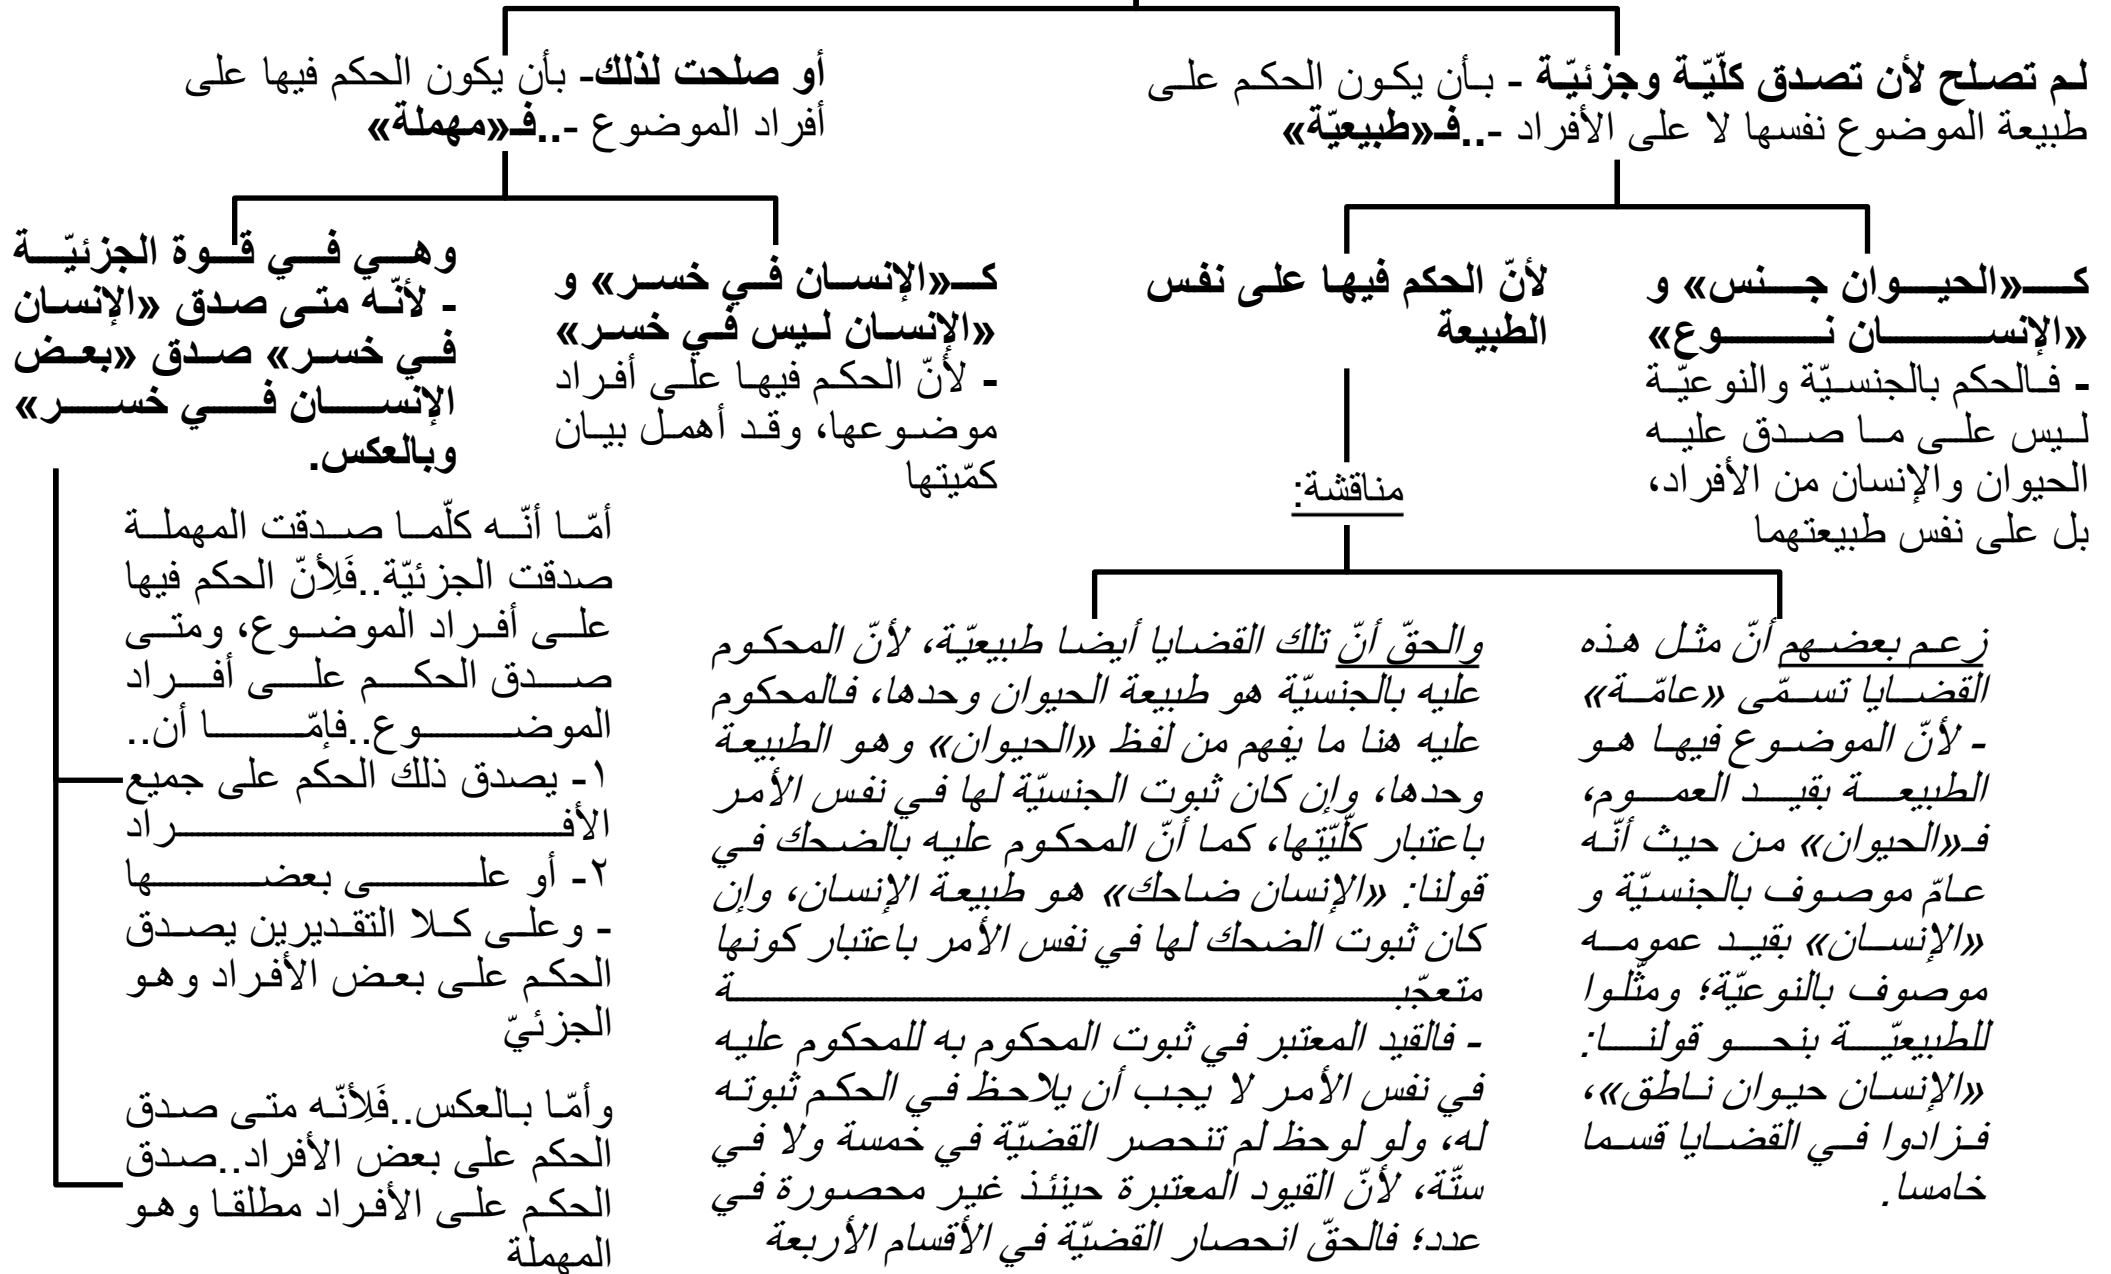 لم تصلح لأن تصدق كلّيّة وجزئيّة - بأن يكون الحكم على
طبيعة الموضوع نفسها لا على الأفراد -..فـ«طبيعيّة»
أو صلحت لذلك- بأن يكون الحكم فيها على
أفراد الموضوع -..فـ«مهملة»
كـ«الحيوان جنس» و
«الإنسان نوع»
- فالحكم بالجنسيّة والنوعيّة
ليس على ما صدق عليه
الحيوان والإنسان من الأفراد،
بل على نفس طبيعتهما
لأنّ الحكم فيها على نفس
الطبيعة
مناقشة:
زعم بعضهم أنّ مثل هذه
القضايا تسمّى «عامّة»
- لأنّ الموضوع فيها هو
الطبيعة بقيد العموم،
فـ«الحيوان» من حيث أنّه
عامّ موصوف بالجنسيّة و
«الإنسان» بقيد عمومه
موصوف بالنوعيّة؛ ومثّلوا
للطبيعيّة بنحو قولنا:
«الإنسان حيوان ناطق»،
فزادوا في القضايا قسما
خامسا.
والحقّ أنّ تلك القضايا أيضا طبيعيّة، لأنّ المحكوم
عليه بالجنسيّة هو طبيعة الحيوان وحدها، فالمحكوم
عليه هنا ما يفهم من لفظ «الحيوان» وهو الطبيعة
وحدها، وإن كان ثبوت الجنسيّة لها في نفس الأمر
باعتبار كلّيّتها، كما أنّ المحكوم عليه بالضحك في
قولنا: «الإنسان ضاحك» هو طبيعة الإنسان، وإن
كان ثبوت الضحك لها في نفس الأمر باعتبار كونها
متعجّبة
- فالقيد المعتبر في ثبوت المحكوم به للمحكوم عليه
في نفس الأمر لا يجب أن يلاحظ في الحكم ثبوته
له، ولو لوحظ لم تنحصر القضيّة في خمسة ولا في
ستّة، لأنّ القيود المعتبرة حينئذ غير محصورة في
عدد؛ فالحقّ انحصار القضيّة في الأقسام الأربعة
كـ«الإنسان في خسر» و
«الإنسان ليس في خسر»
- لأنّ الحكم فيها على أفراد
موضوعها، وقد أهمل بيان
كمّيتها
وهي في قوة الجزئيّة
- لأنّه متى صدق «الإنسان
في خسر» صدق «بعض
الإنسان في خسر»
وبالعكس.
أمّا أنّه كلّما صدقت المهملة
صدقت الجزئيّة..فَلِأنّ الحكم فيها
على أفراد الموضوع، ومتى
صدق الحكم على أفراد
الموضوع..فإمّا أن..
١- يصدق ذلك الحكم على جميع
الأفراد
٢- أو على بعضها
- وعلى كلا التقديرين يصدق
الحكم على بعض الأفراد وهو
الجزئيّ
وأمّا بالعكس..فَلِأنّه متى صدق
الحكم على بعض الأفراد..صدق
الحكم على الأفراد مطلقا وهو
المهملة